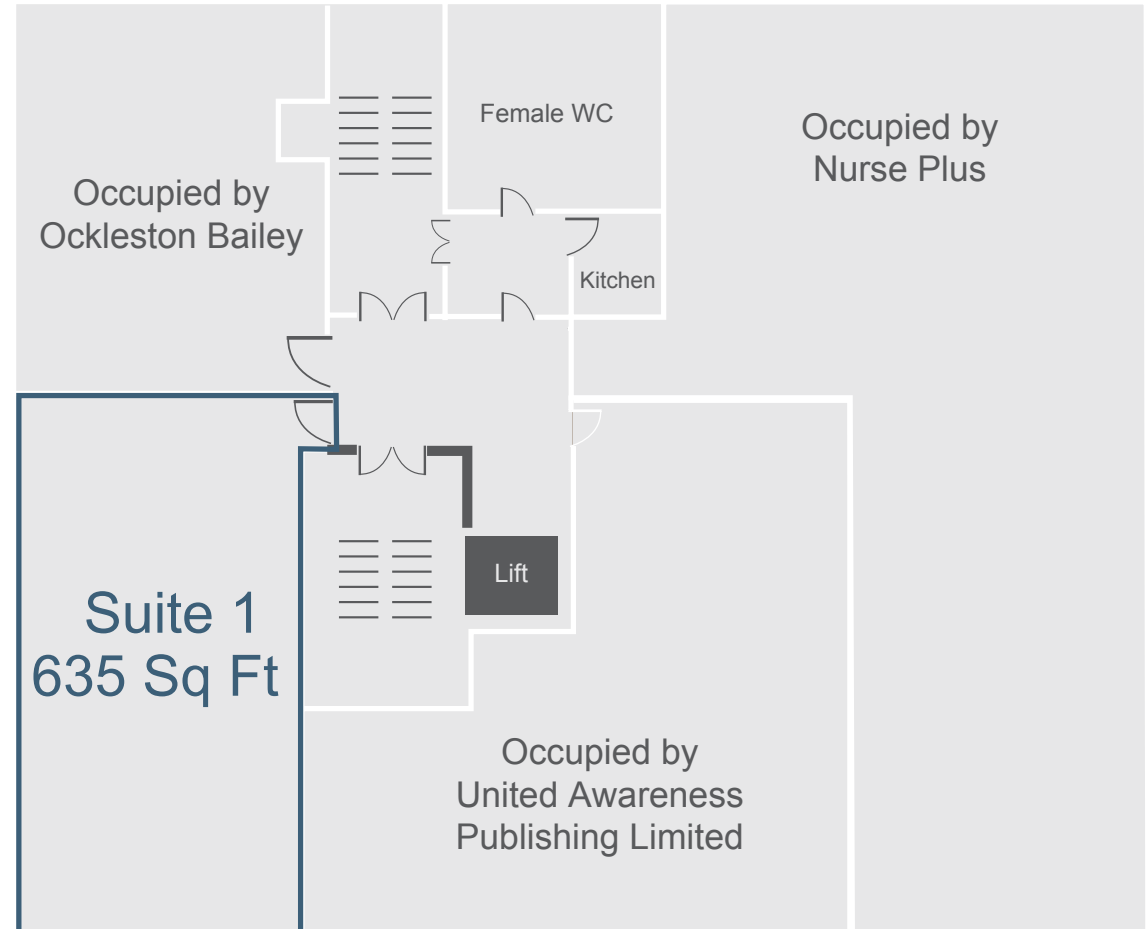 Female WC
Occupied by
Nurse Plus
Occupied by
Ockleston Bailey
Kitchen
Lift
Suite 1
635 Sq Ft
Occupied by
United Awareness
Publishing Limited